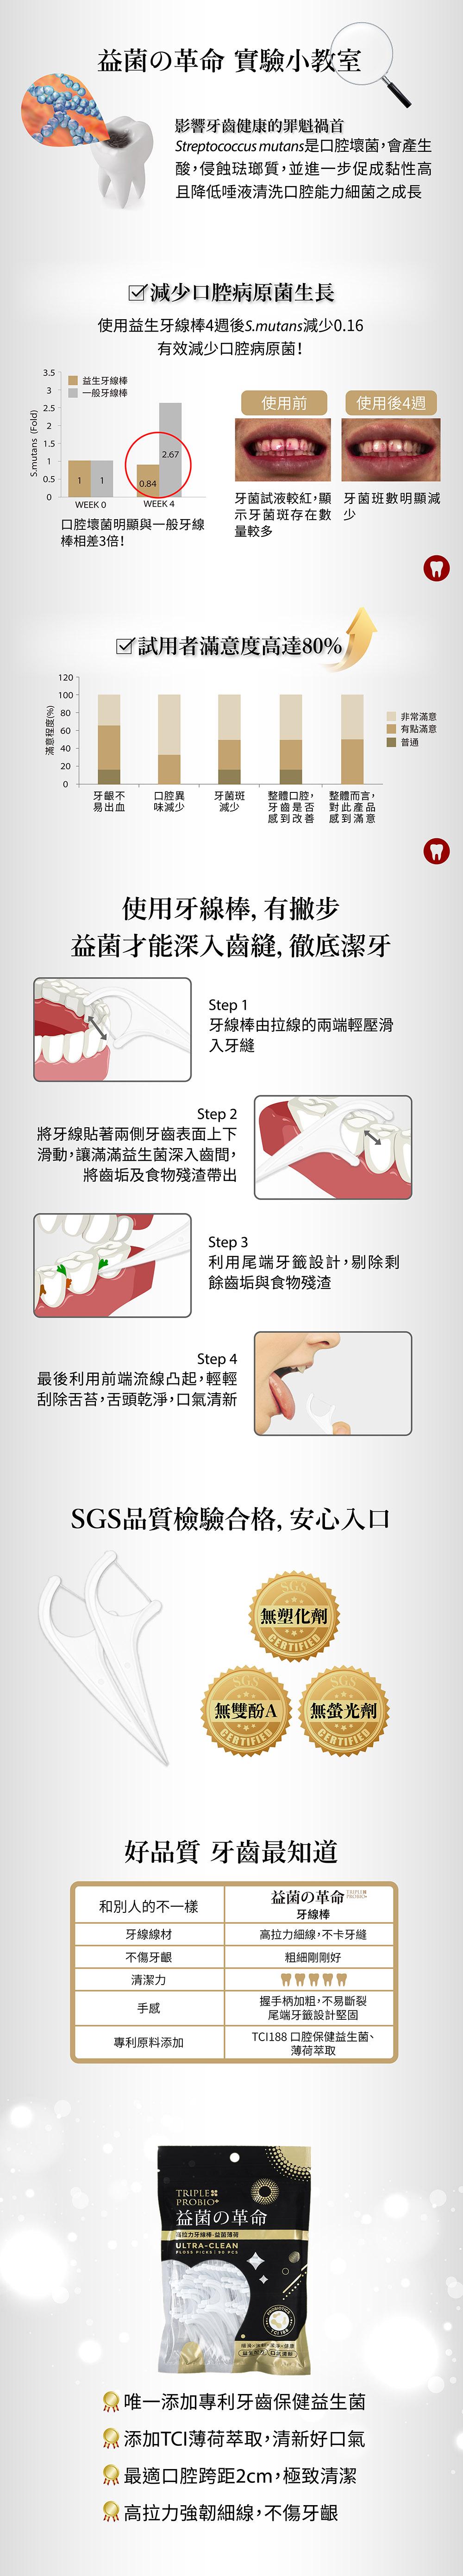 益菌の革命 實驗小教室
影響牙齒健康的罪魁禍首
Streptococcus mutans是口腔壞菌，會產生
酸，侵蝕琺瑯質，並進一步促成黏性高
且降低唾液清洗口腔能力細菌之成長
減少口腔病原菌生長
使用益生牙線棒4週後S.mutans減少0.16
有效減少口腔病原菌！
S.mutans (Fold)
3.5
3
2.5
2
1.5
1
0.5
0
益生牙線棒
一般牙線棒
1
1
0.84
2.67
WEEK 0
WEEK 4
口腔壞菌明顯與一般牙線
棒相差3倍！
使用前
使用後4週
牙菌試液較紅，顯
示牙菌斑存在數
量較多
牙菌斑數明顯減
少
試用者滿意度高達80%
滿意程度(%)
120
100
80
60
40
20
0
非常滿意
有點滿意
普通
牙齦不
易出血
口腔異
味減少
牙菌斑
減少
整體口腔，
牙齒是否
感到改善
整體而言，
對此產品
感到滿意
使用牙線棒，有撇步
益菌才能深入齒縫，徹底潔牙
Step 1
牙線棒由拉線的兩端輕壓滑
入牙縫
Step 2
將牙線貼著兩側牙齒表面上下
滑動，讓滿滿益生菌深入齒間，
將齒垢及食物殘渣帶出
Step 3
利用尾端牙籤設計，剔除剩
餘齒垢與食物殘渣
Step 4
最後利用前端流線凸起，輕輕
刮除舌苔，舌頭乾淨，口氣清新
SGS品質檢驗合格，安心入口
SGS
無塑化劑
CERTIFIED
SGS
無雙酚A
CERTIFIED
SGS
無螢光劑
CERTIFIED
好品質 牙齒最知道
和別人的不一樣
益菌の革命 TRIPLE PROBIO+
牙線棒
牙線線材
高拉力細線，不卡牙縫
不傷牙齦
粗細剛剛好
清潔力
手感
握手柄加粗，不易斷裂
尾端牙籤設計堅固
專利原料添加
TCI188 口腔保健益生菌、
薄荷萃取
TRIPLE
PROBIO+
益菌の革命
高拉力牙線棒-益菌薄荷
ULTRA-CLEAN
FLOSS PICKS | 50 PCS
唯一添加專利牙齒保健益生菌
添加TCI薄荷萃取，清新好口氣
最適口腔跨距2cm，極致清潔
高拉力強韌細線，不傷牙齦